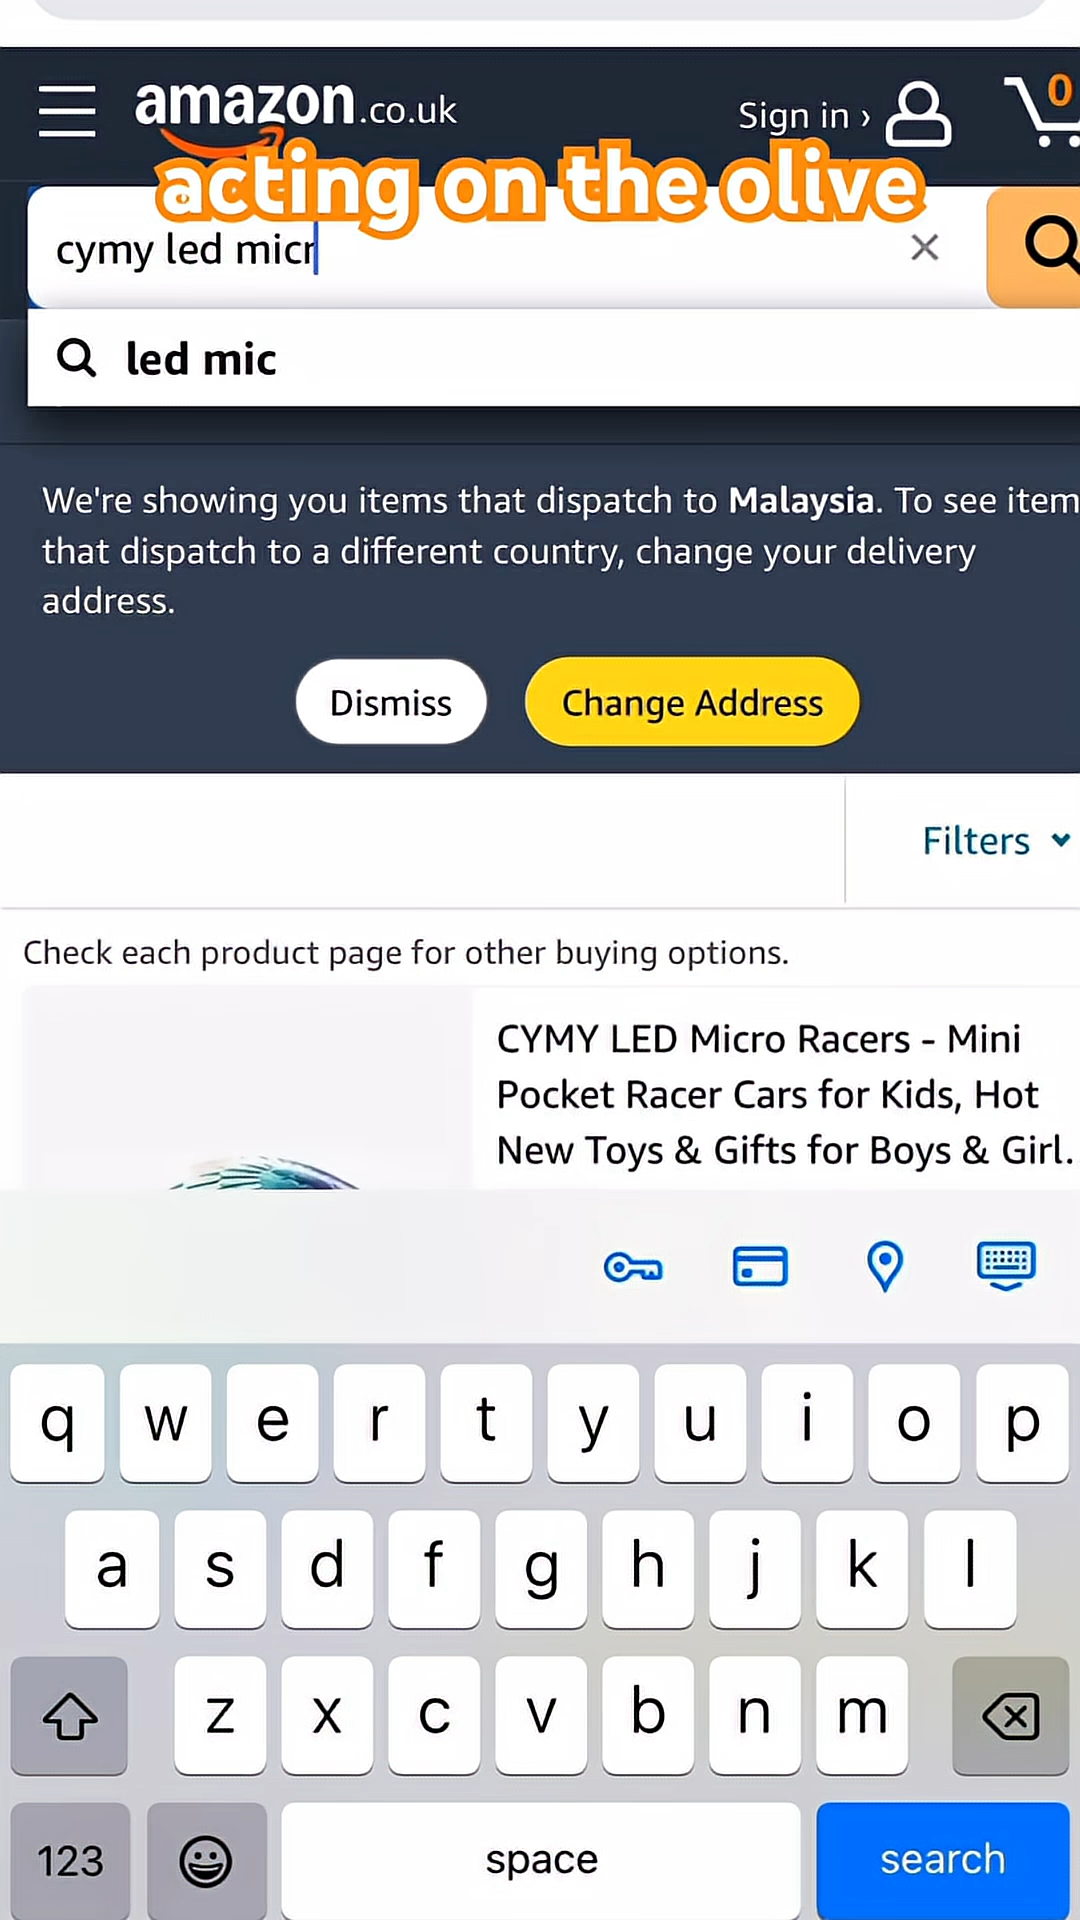 amazon.co.uk
Sign in ›
0
acting on the olive
cymy led micr
led mic
We're showing you items that dispatch to Malaysia. To see item
that dispatch to a different country, change your delivery
address.
Dismiss
Change Address
Filters
Check each product page for other buying options.
CYMY LED Micro Racers - Mini
Pocket Racer Cars for Kids, Hot
New Toys & Gifts for Boys & Girl.
q w e r t y u i o p
a s d f g h j k l
z x c v b n m
123
space
search